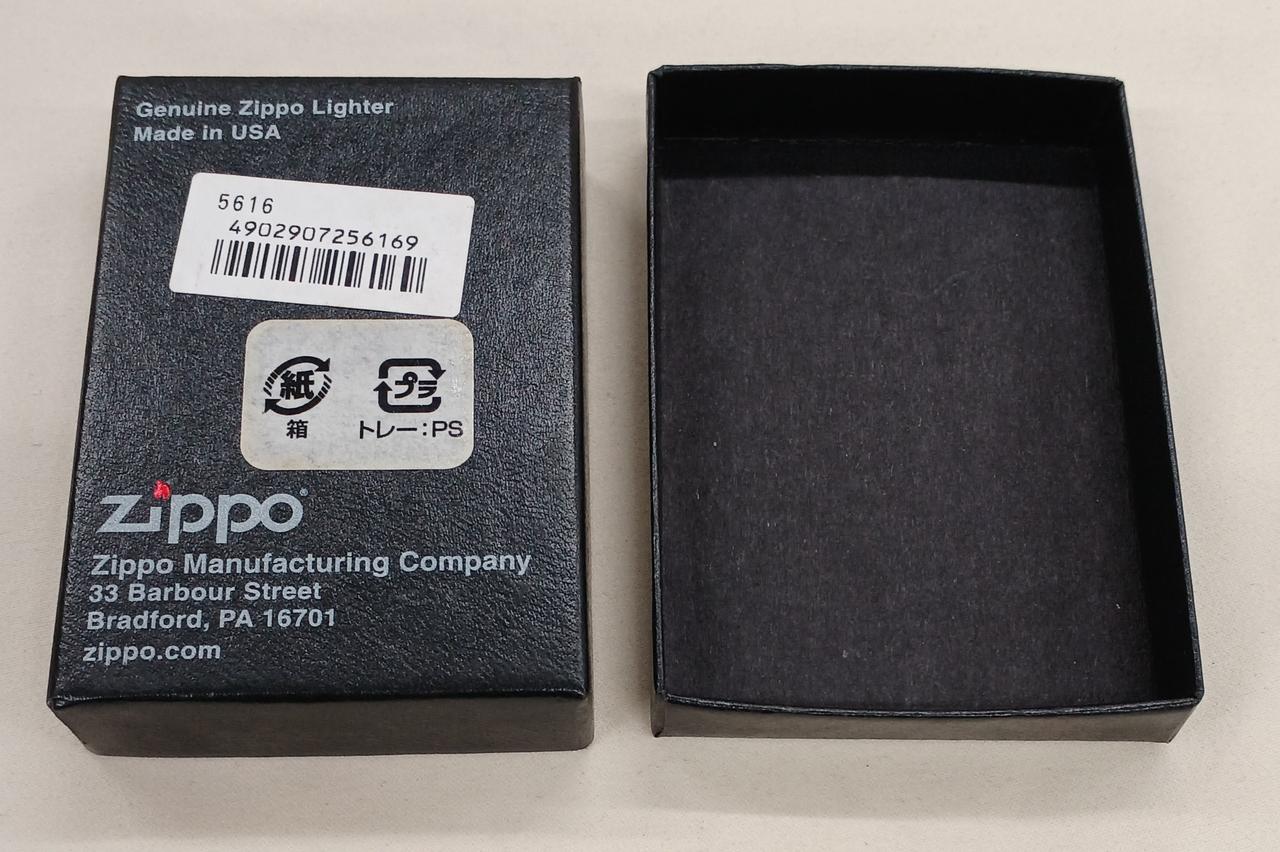 Genuine Zippo Lighter
Made in USA
5616
4902907256169
紙 プラ
箱 トレー:PS
zippo®
Zippo Manufacturing Company
33 Barbour Street
Bradford, PA 16701
zippo.com